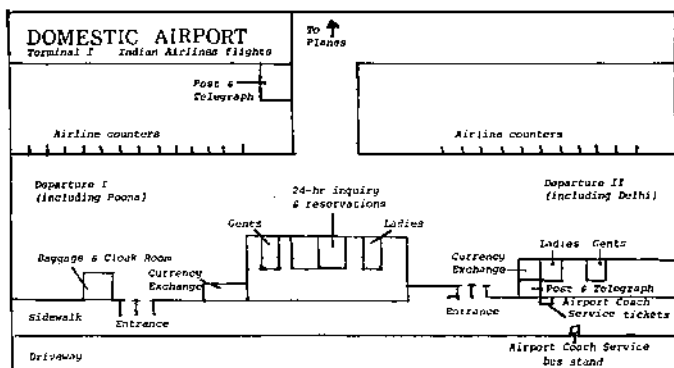 DOMESTIC AIRPORT
Terminal I Indian Airlines flights
To
Planes
Post &
Telegraph
Airline counters
Airline counters
Departure I
(including Poona)
24-hr inquiry
& reservations
Departure II
(including Delhi)
Gents
Ladies
Baggage & Cloak Room
Currency
Exchange
Currency
Exchange
Ladies Gents
Post & Telegraph
Airport Coach
Service tickets
Sidewalk
Entrance
Entrance
Driveway
Airport Coach Service
bus stand